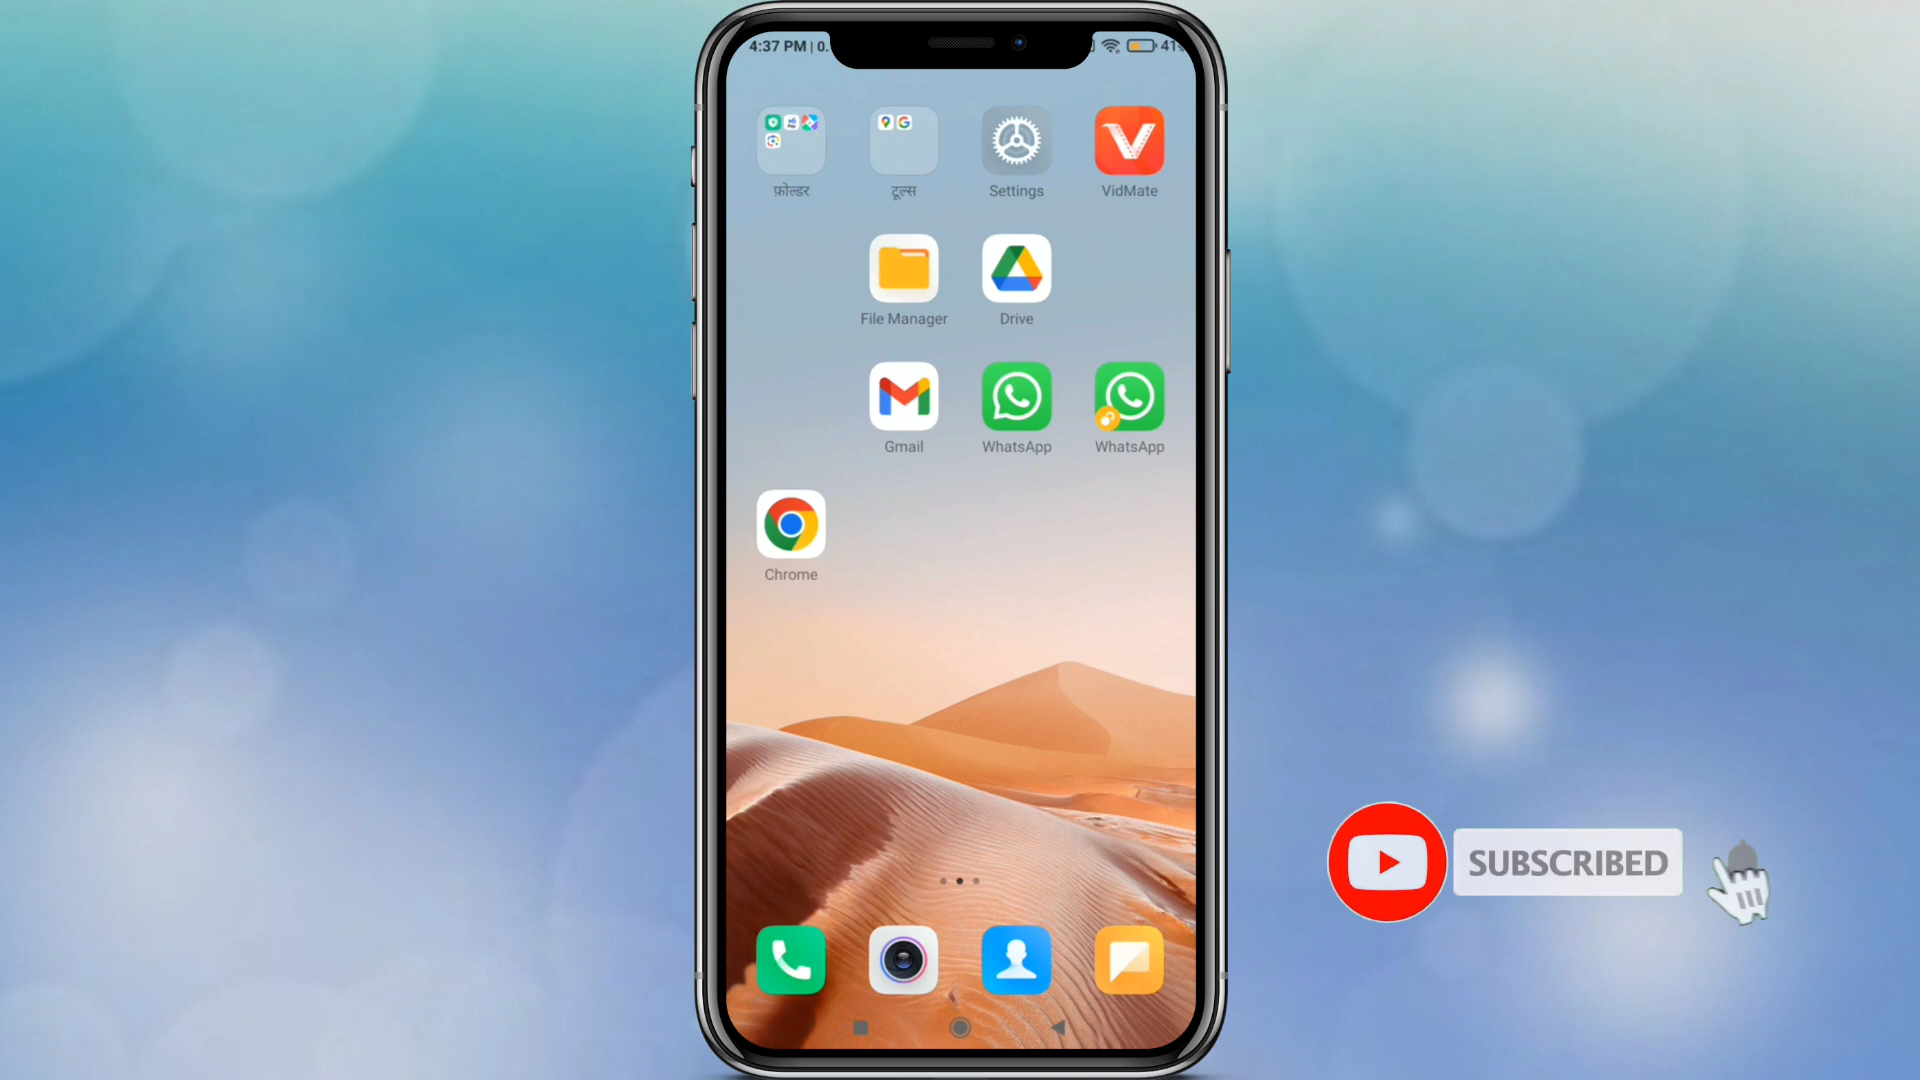 4:37 PM | 0.
41
फ़ोल्डर
टूल्स
Settings
VidMate
File Manager
Drive
Gmail
WhatsApp
WhatsApp
Chrome
SUBSCRIBED